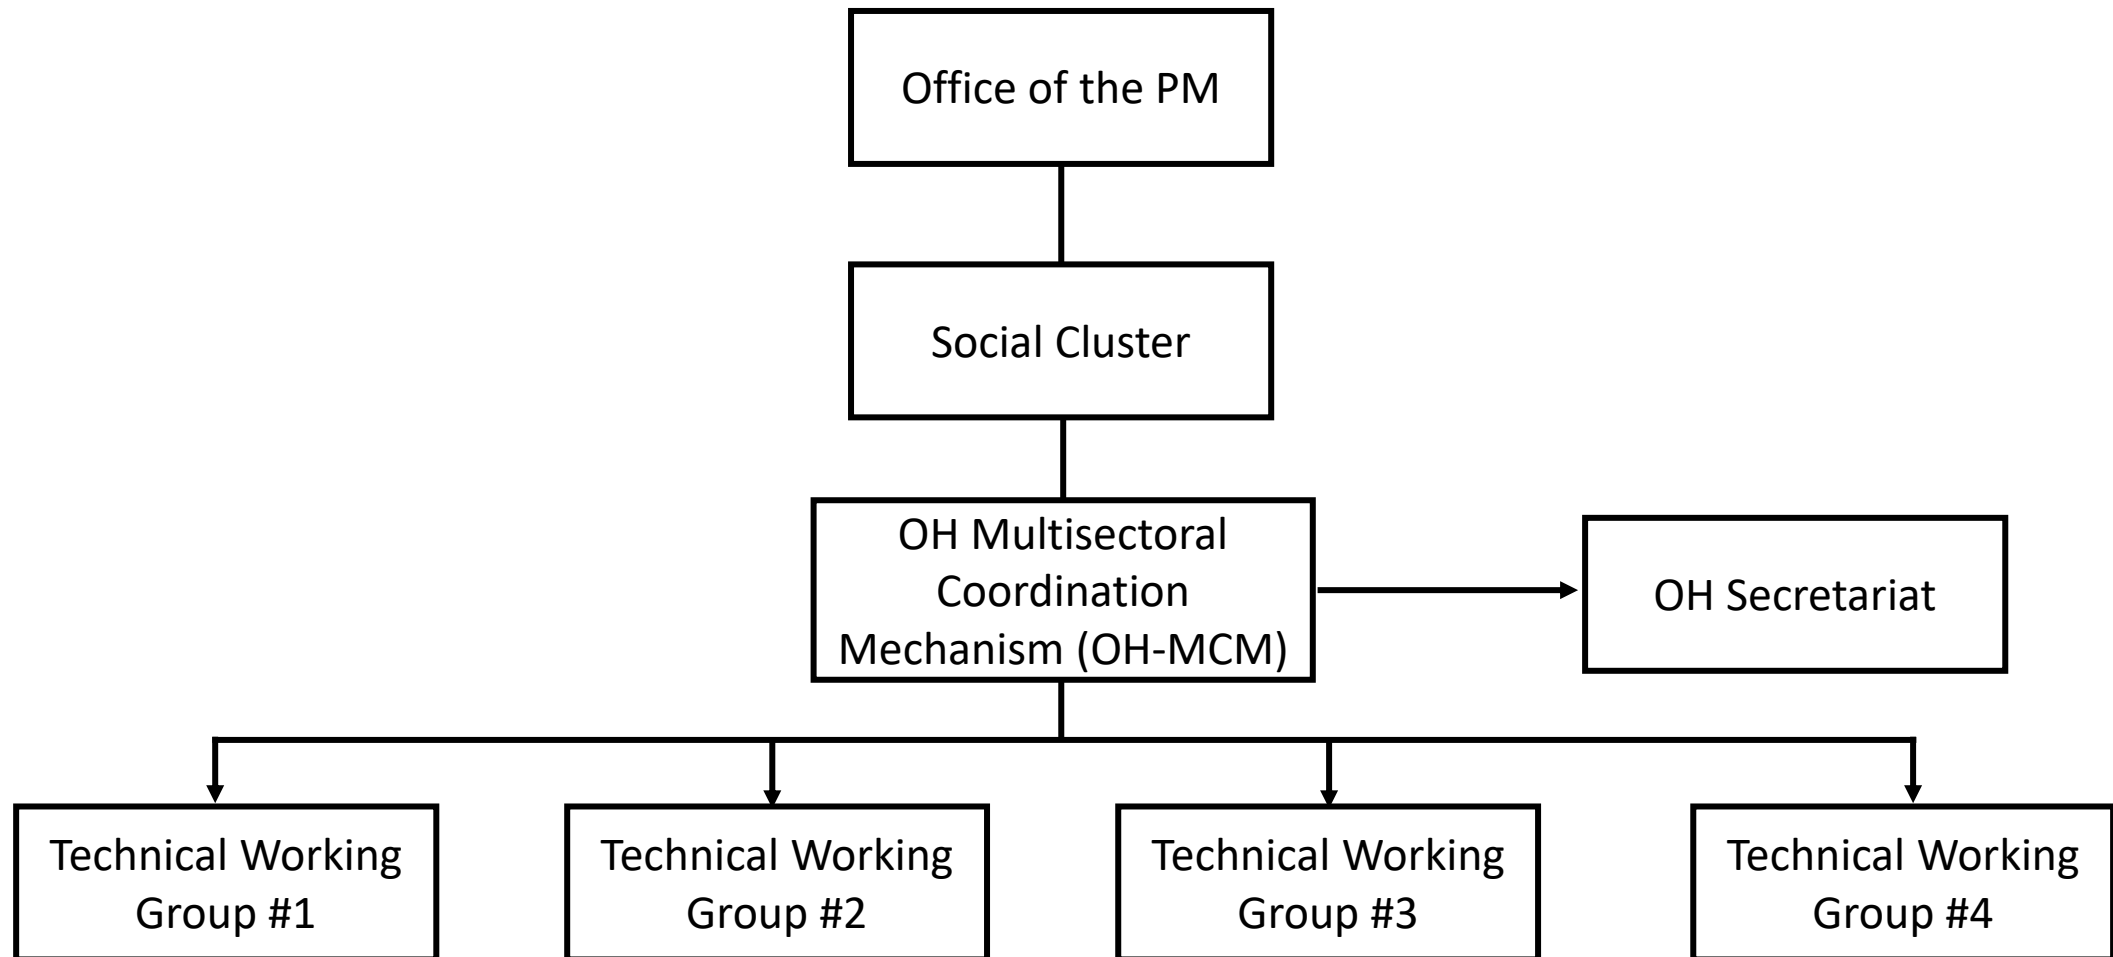 Office of the PM
Social Cluster
OH Multisectoral
Coordination
Mechanism (OH-MCM)
OH Secretariat
Technical Working
Group #1
Technical Working
Group #2
Technical Working
Group #3
Technical Working
Group #4